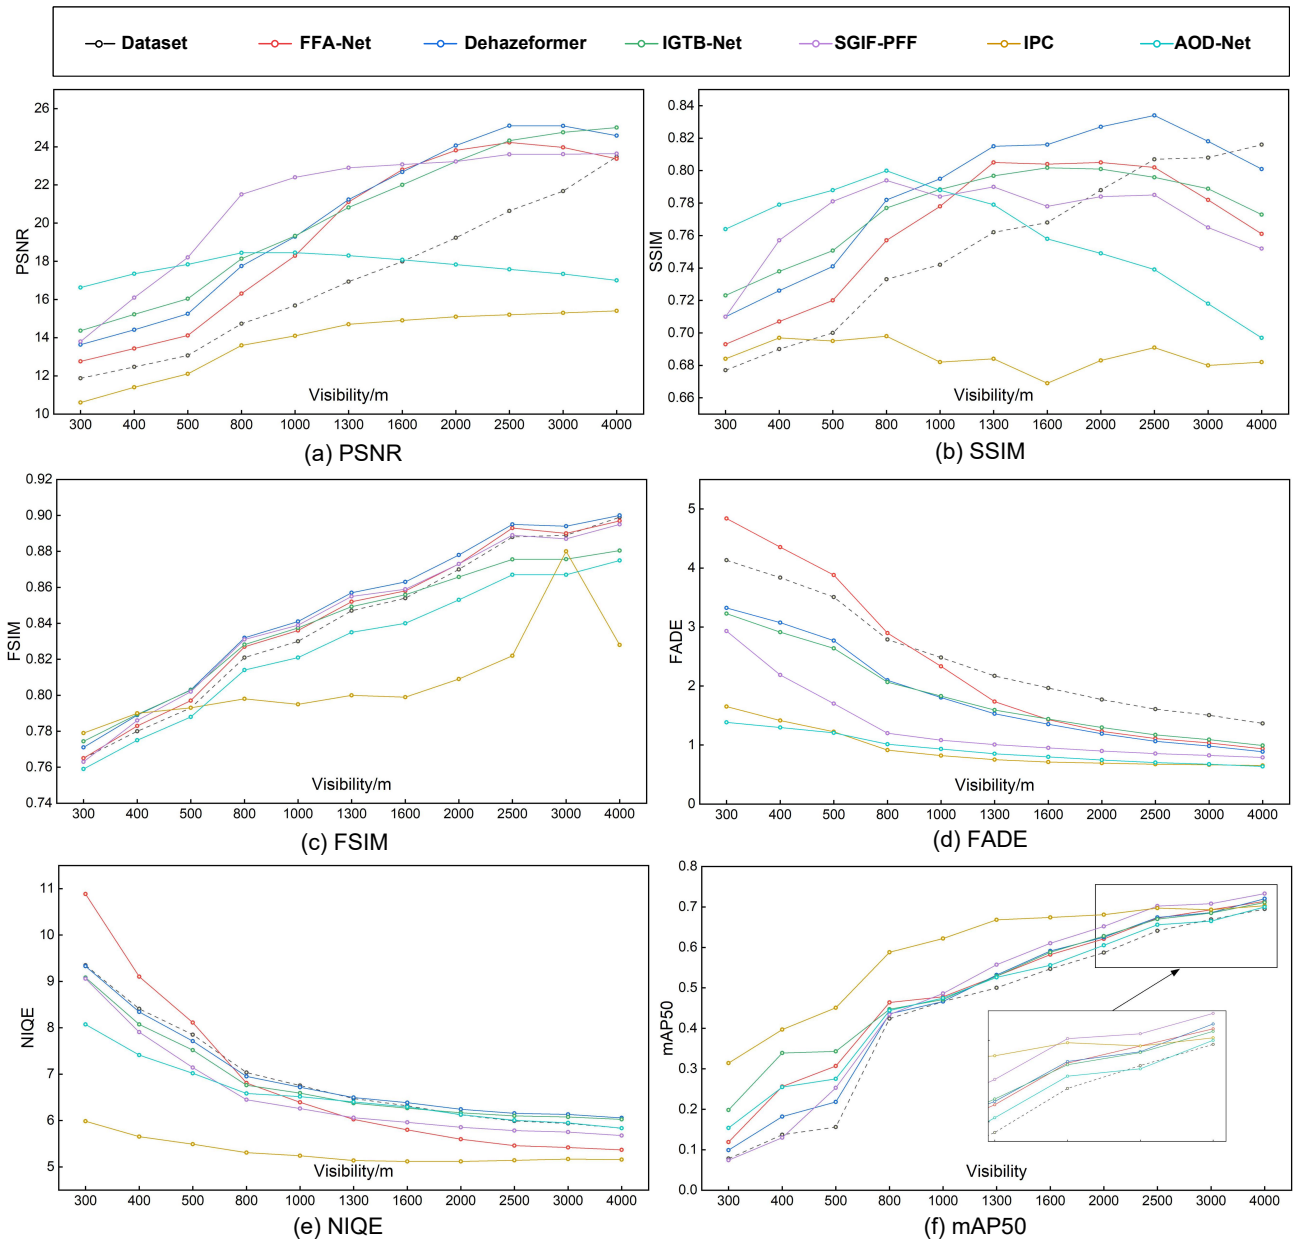 Dataset FFA-Net Dehazeformer IGTB-Net SGIF-PFF IPC AOD-Net
26
24
22
20
18
16
14
12
10
PSNR
Visibility/m
300 400 500 800 1000 1300 1600 2000 2500 3000 4000
(a) PSNR
0.84
0.82
0.80
0.78
0.76
0.74
0.72
0.70
0.68
0.66
SSIM
Visibility/m
300 400 500 800 1000 1300 1600 2000 2500 3000 4000
(b) SSIM
0.92
0.90
0.88
0.86
0.84
0.82
0.80
0.78
0.76
0.74
FSIM
Visibility/m
300 400 500 800 1000 1300 1600 2000 2500 3000 4000
(c) FSIM
5
4
3
2
1
0
FADE
Visibility/m
300 400 500 800 1000 1300 1600 2000 2500 3000 4000
(d) FADE
11
10
9
8
7
6
5
NIQE
Visibility/m
300 400 500 800 1000 1300 1600 2000 2500 3000 4000
(e) NIQE
0.8
0.7
0.6
0.5
0.4
0.3
0.2
0.1
0.0
mAP50
Visibility
300 400 500 800 1000 1300 1600 2000 2500 3000 4000
(f) mAP50